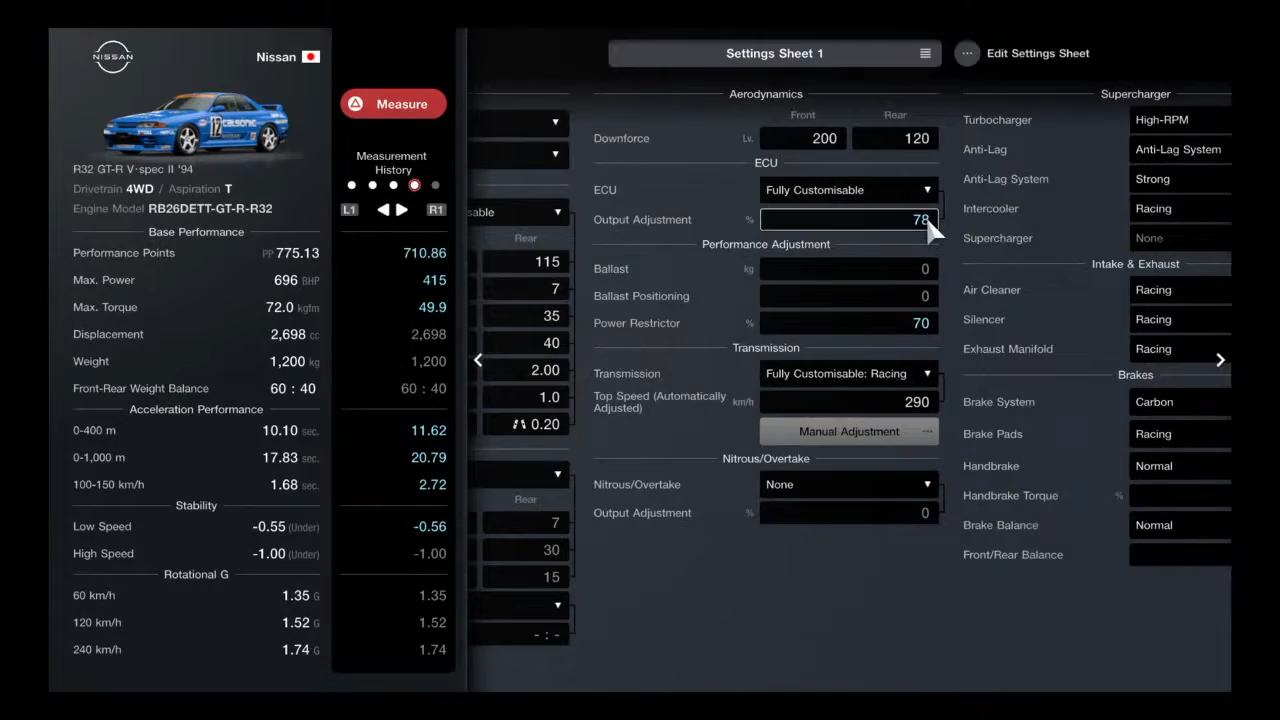 NISSAN
Nissan
12 CALSONIC
R32 GT-R V·spec II '94
Drivetrain 4WD / Aspiration T
Engine Model RB26DETT-GT-R-R32
Measure
Measurement
History
L1 R1
Base Performance
Performance Points PP 775.13 710.86
Max. Power 696 BHP 415
Max. Torque 72.0 kgfm 49.9
Displacement 2,698 cc 2,698
Weight 1,200 kg 1,200
Front-Rear Weight Balance 60 : 40 60 : 40
Acceleration Performance
0-400 m 10.10 sec. 11.62
0-1,000 m 17.83 sec. 20.79
100-150 km/h 1.68 sec. 2.72
Stability
Low Speed -0.55 (Under) -0.56
High Speed -1.00 (Under) -1.00
Rotational G
60 km/h 1.35 G 1.35
120 km/h 1.52 G 1.52
240 km/h 1.74 G 1.74
Settings Sheet 1
Edit Settings Sheet
sable
Rear
115
7
35
40
2.00
1.0
0.20
Rear
7
30
15
- : -
Aerodynamics
Front Rear
Downforce Lv. 200 120
ECU
ECU Fully Customisable
Output Adjustment % 78
Performance Adjustment
Ballast kg 0
Ballast Positioning 0
Power Restrictor % 70
Transmission
Transmission Fully Customisable: Racing
Top Speed (Automatically
Adjusted) km/h 290
Manual Adjustment
Nitrous/Overtake
Nitrous/Overtake None
Output Adjustment % 0
Supercharger
Turbocharger High-RPM
Anti-Lag Anti-Lag System
Anti-Lag System Strong
Intercooler Racing
Supercharger None
Intake & Exhaust
Air Cleaner Racing
Silencer Racing
Exhaust Manifold Racing
Brakes
Brake System Carbon
Brake Pads Racing
Handbrake Normal
Handbrake Torque %
Brake Balance Normal
Front/Rear Balance